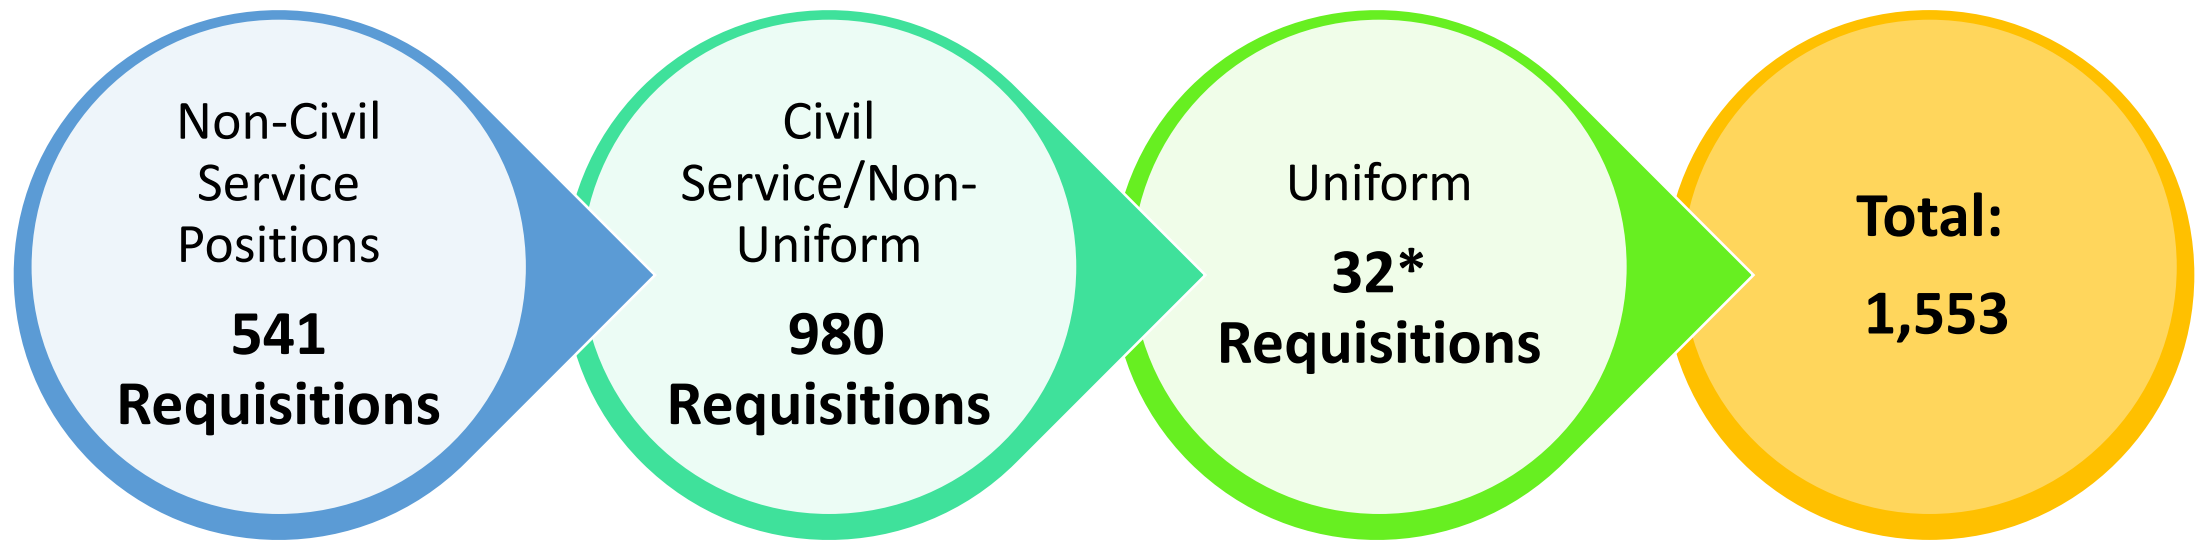 Non-Civil
Service
Positions
541
Requisitions
Civil
Service/Non-
Uniform
980
Requisitions
Uniform
32*
Requisitions
Total:
1,553